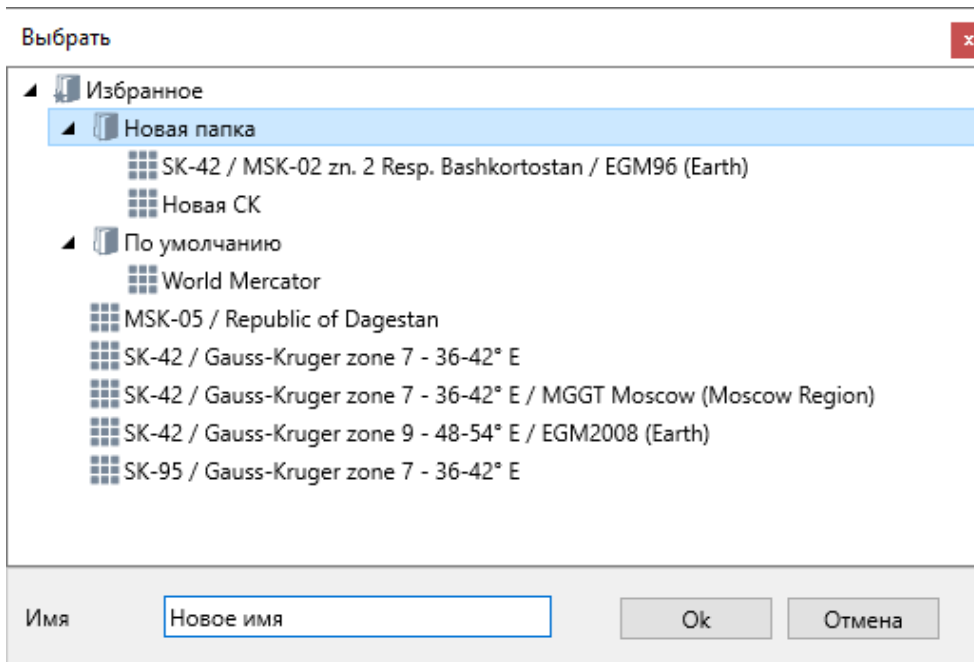 Выбрать
x
Избранное
Новая папка
SK-42 / MSK-02 zn. 2 Resp. Bashkortostan / EGM96 (Earth)
Новая СК
По умолчанию
World Mercator
MSK-05 / Republic of Dagestan
SK-42 / Gauss-Kruger zone 7 - 36-42° E
SK-42 / Gauss-Kruger zone 7 - 36-42° E / MGGT Moscow (Moscow Region)
SK-42 / Gauss-Kruger zone 9 - 48-54° E / EGM2008 (Earth)
SK-95 / Gauss-Kruger zone 7 - 36-42° E
Имя Новое имя Ok Отмена